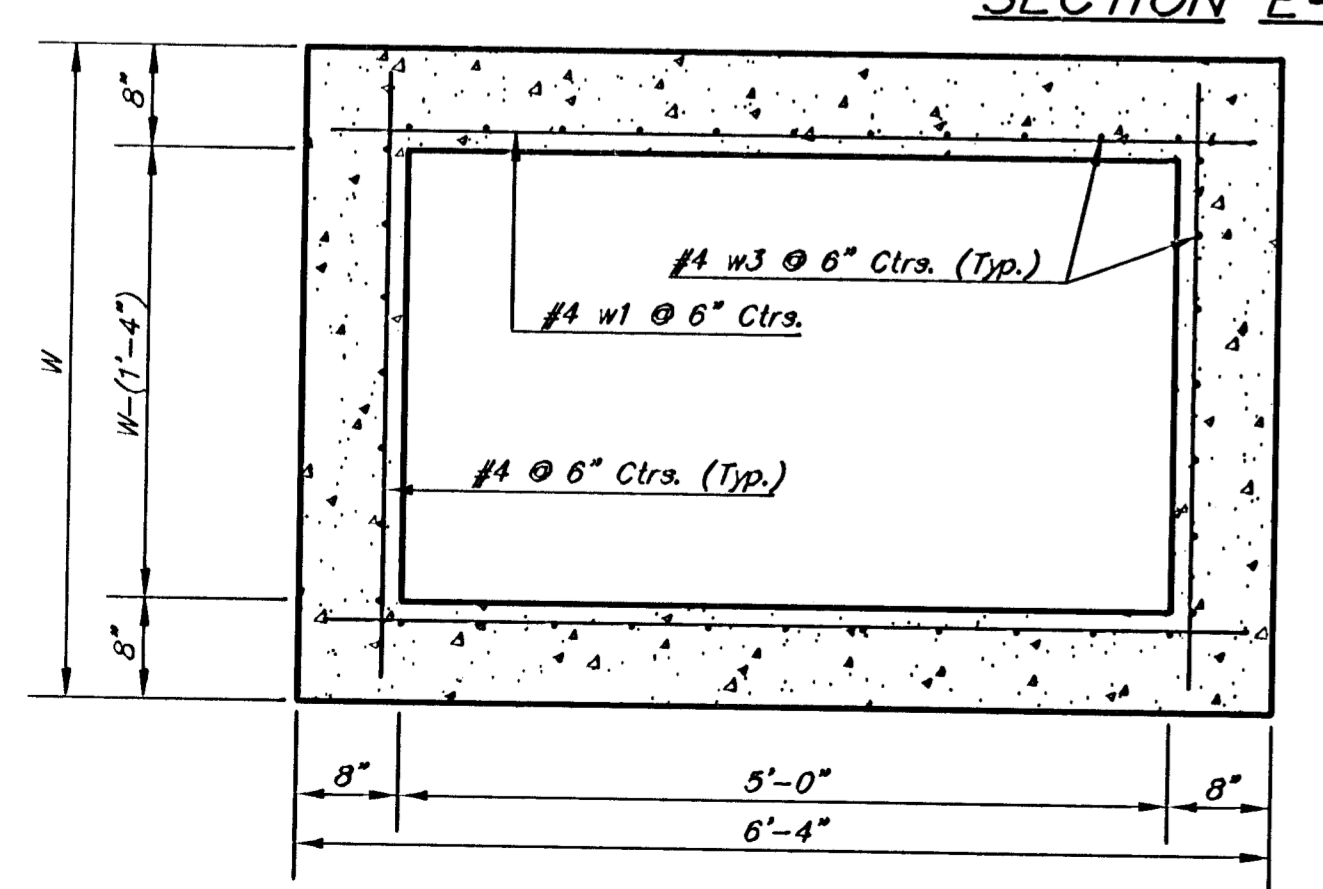 SECTION E-
8"
#4 w3 @ 6" Ctrs. (Typ.)
#4 w1 @ 6" Ctrs.
W
W-(1'-4")
#4 @ 6" Ctrs. (Typ.)
8"
8"
5'-0"
8"
6'-4"